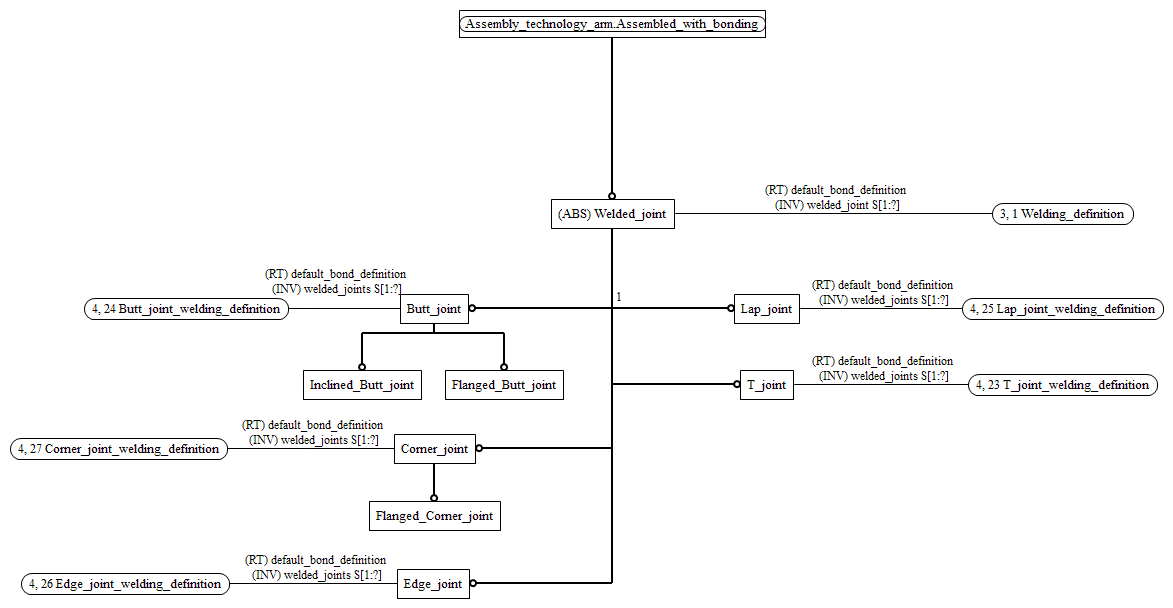 Assembly_technology_arm.Assembled_with_bonding
(RT) default_bond_definition
(INV) welded_joint S[1:?]
(ABS) Welded_joint
3, 1 Welding_definition
(RT) default_bond_definition
(INV) welded_joints S[1:?]
4, 24 Butt_joint_welding_definition
Butt_joint
1
(RT) default_bond_definition
(INV) welded_joints S[1:?]
Lap_joint
4, 25 Lap_joint_welding_definition
Inclined_Butt_joint
Flanged_Butt_joint
(RT) default_bond_definition
(INV) welded_joints S[1:?]
T_joint
4, 23 T_joint_welding_definition
(RT) default_bond_definition
(INV) welded_joints S[1:?]
4, 27 Corner_joint_welding_definition
Corner_joint
Flanged_Corner_joint
(RT) default_bond_definition
(INV) welded_joints S[1:?]
4, 26 Edge_joint_welding_definition
Edge_joint